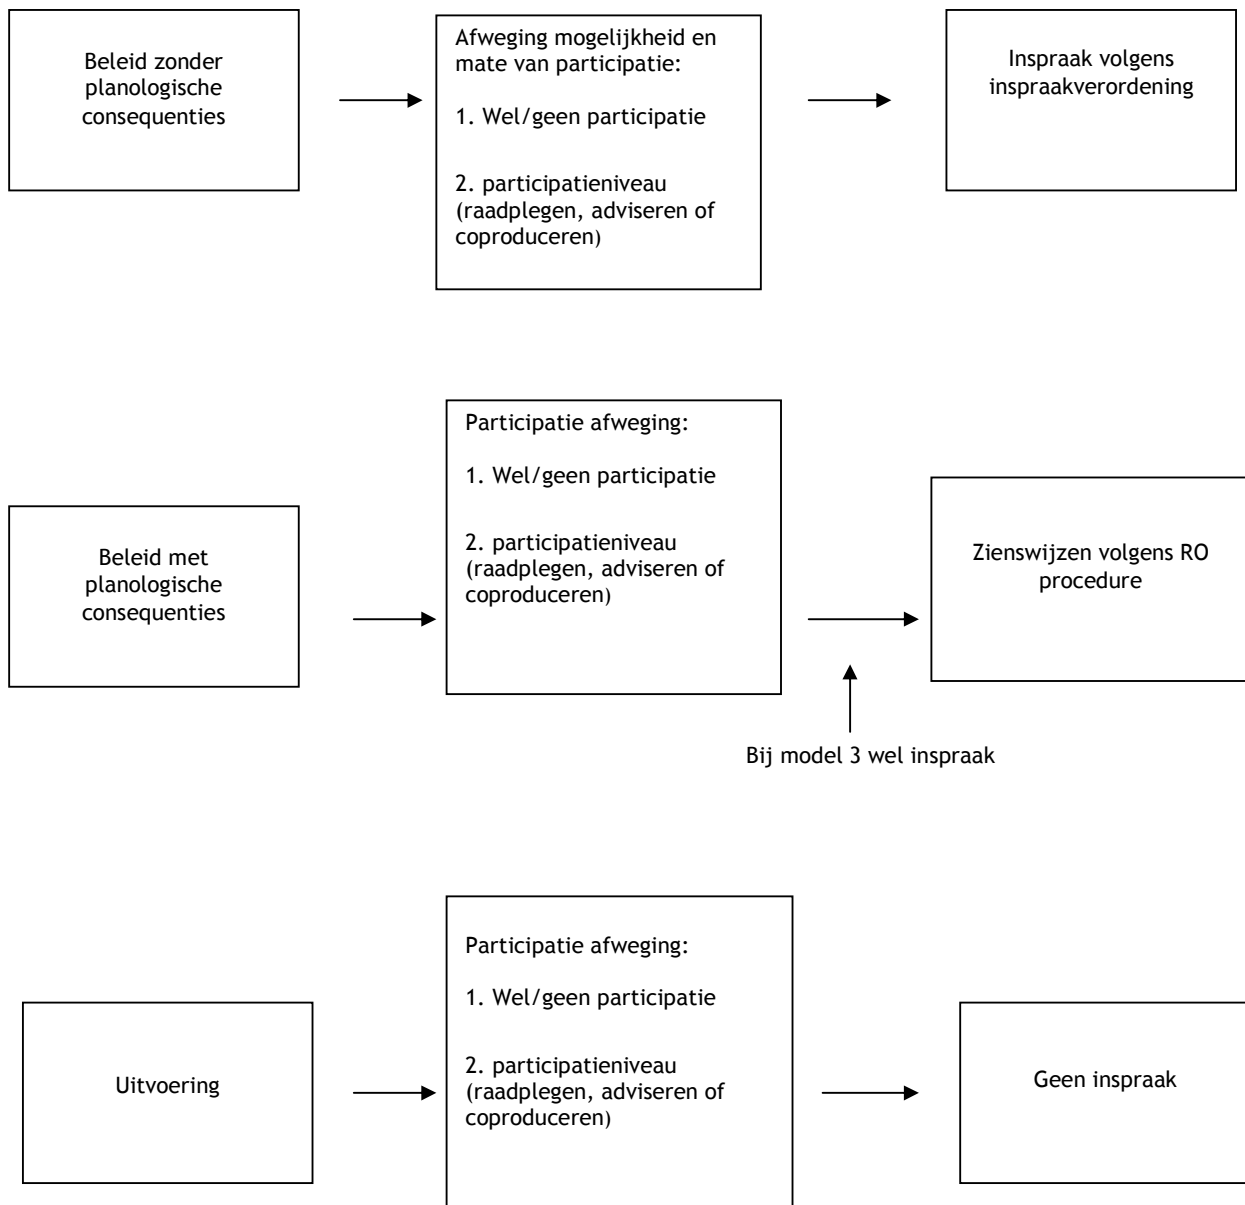 Beleid zonder
planologische
consequenties
Afweging mogelijkheid en
mate van participatie:
1. Wel/geen participatie
2. participatieniveau
(raadplegen, adviseren of
coproduceren)
Inspraak volgens
inspraakverordening
Beleid met
planologische
consequenties
Participatie afweging:
1. Wel/geen participatie
2. participatieniveau
(raadplegen, adviseren of
coproduceren)
Zienswijzen volgens RO
procedure
Bij model 3 wel inspraak
Uitvoering
Participatie afweging:
1. Wel/geen participatie
2. participatieniveau
(raadplegen, adviseren of
coproduceren)
Geen inspraak